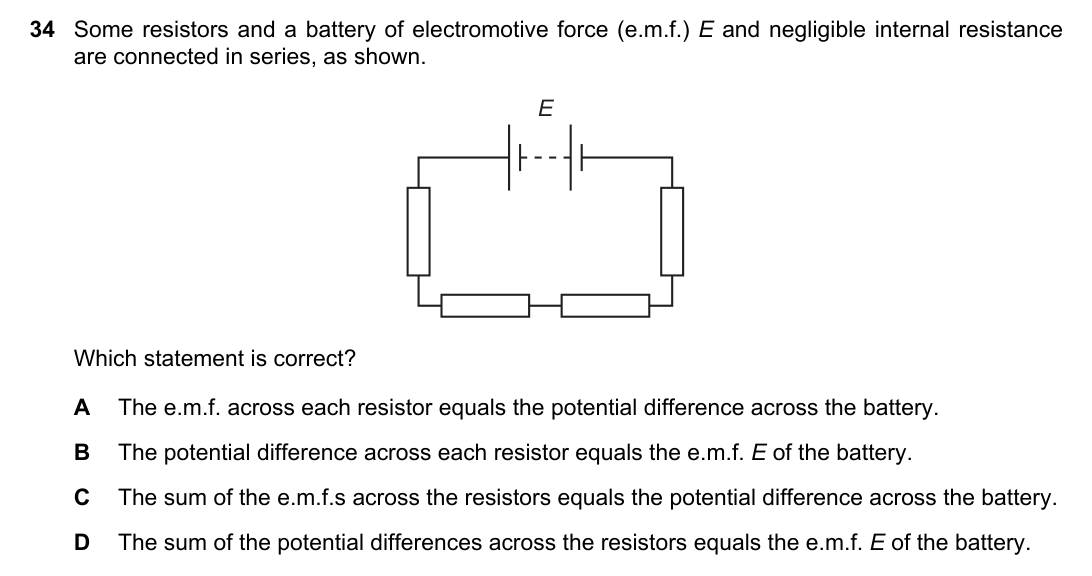 34 Some resistors and a battery of electromotive force (e.m.f.) E and negligible internal resistance
are connected in series, as shown.
E
Which statement is correct?
A The e.m.f. across each resistor equals the potential difference across the battery.
B The potential difference across each resistor equals the e.m.f. E of the battery.
C The sum of the e.m.f.s across the resistors equals the potential difference across the battery.
D The sum of the potential differences across the resistors equals the e.m.f. E of the battery.